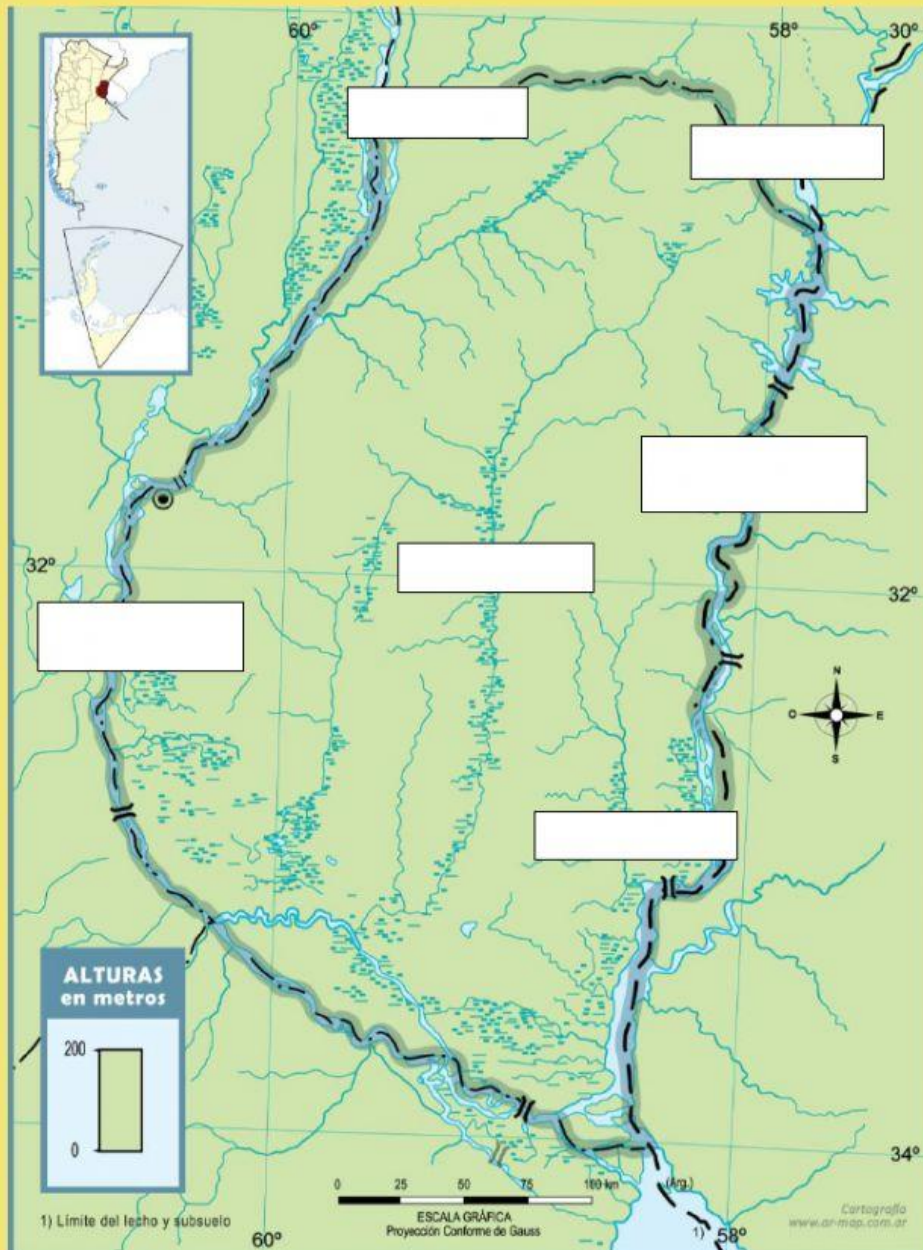 60º
58º
30º
32º
32º
N
O
E
S
ALTURAS
en metros
200
0
34º
0
25
50
75
100 km
(Arg.)
ESCALA GRÁFICA
Proyección Conforme de Gauss
1) Límite del lecho y subsuelo
60º
1)
58º
Cartografía
www.ar-map.com.ar